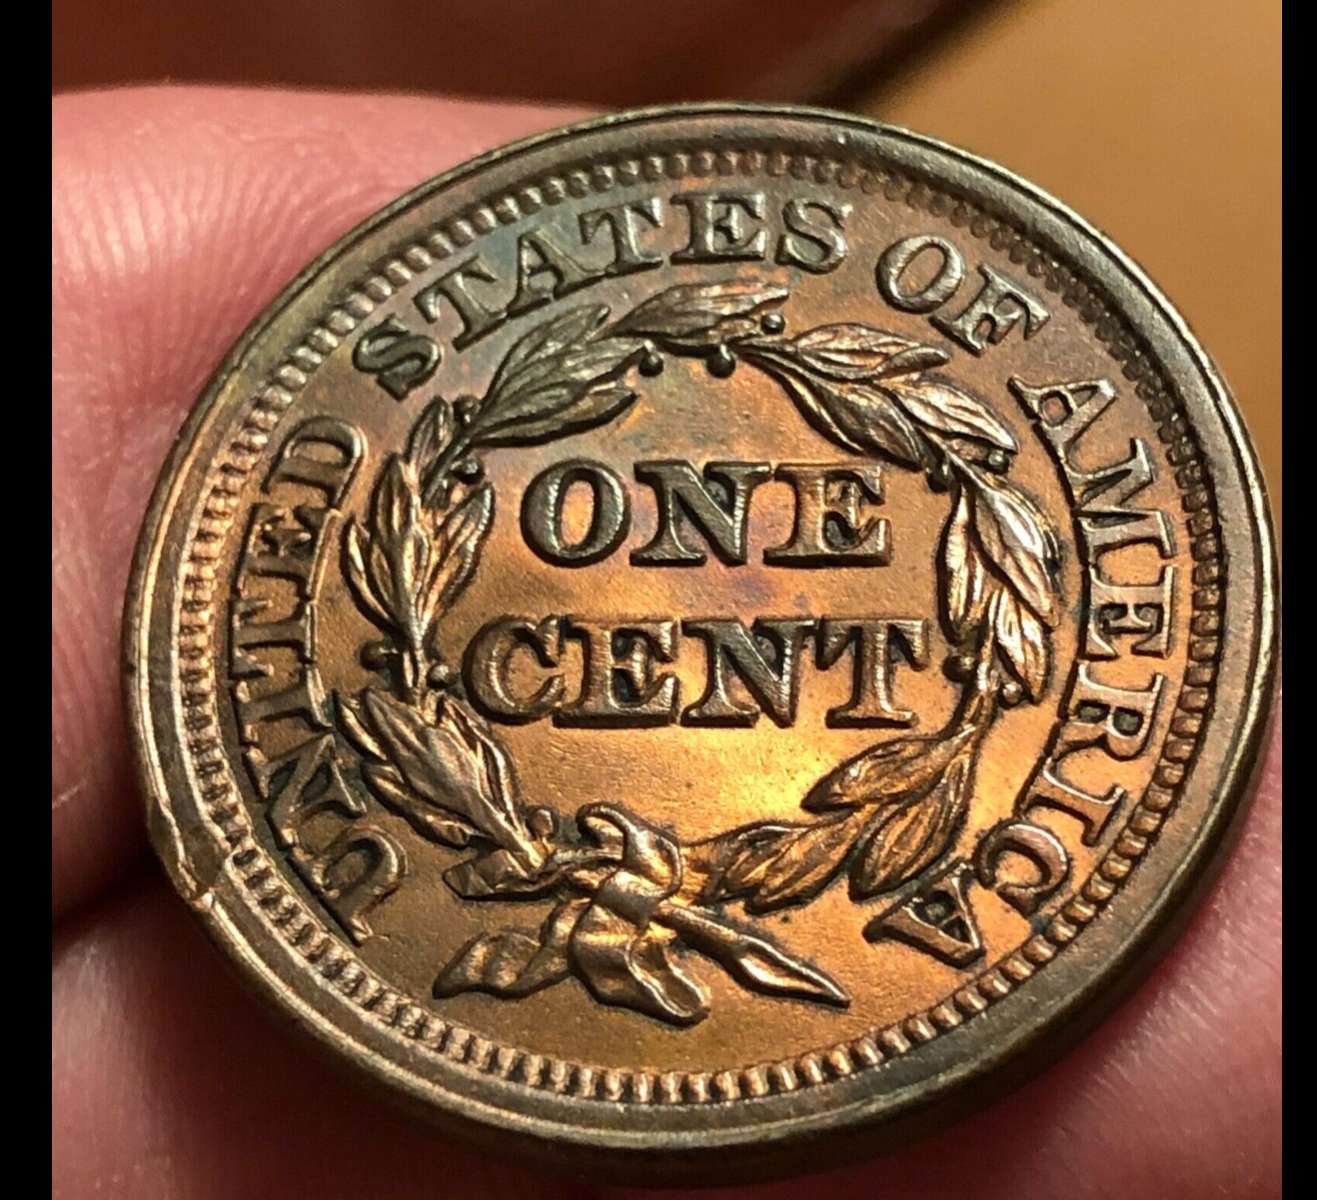 UNITED STATES OF AMERICA
ONE
CENT